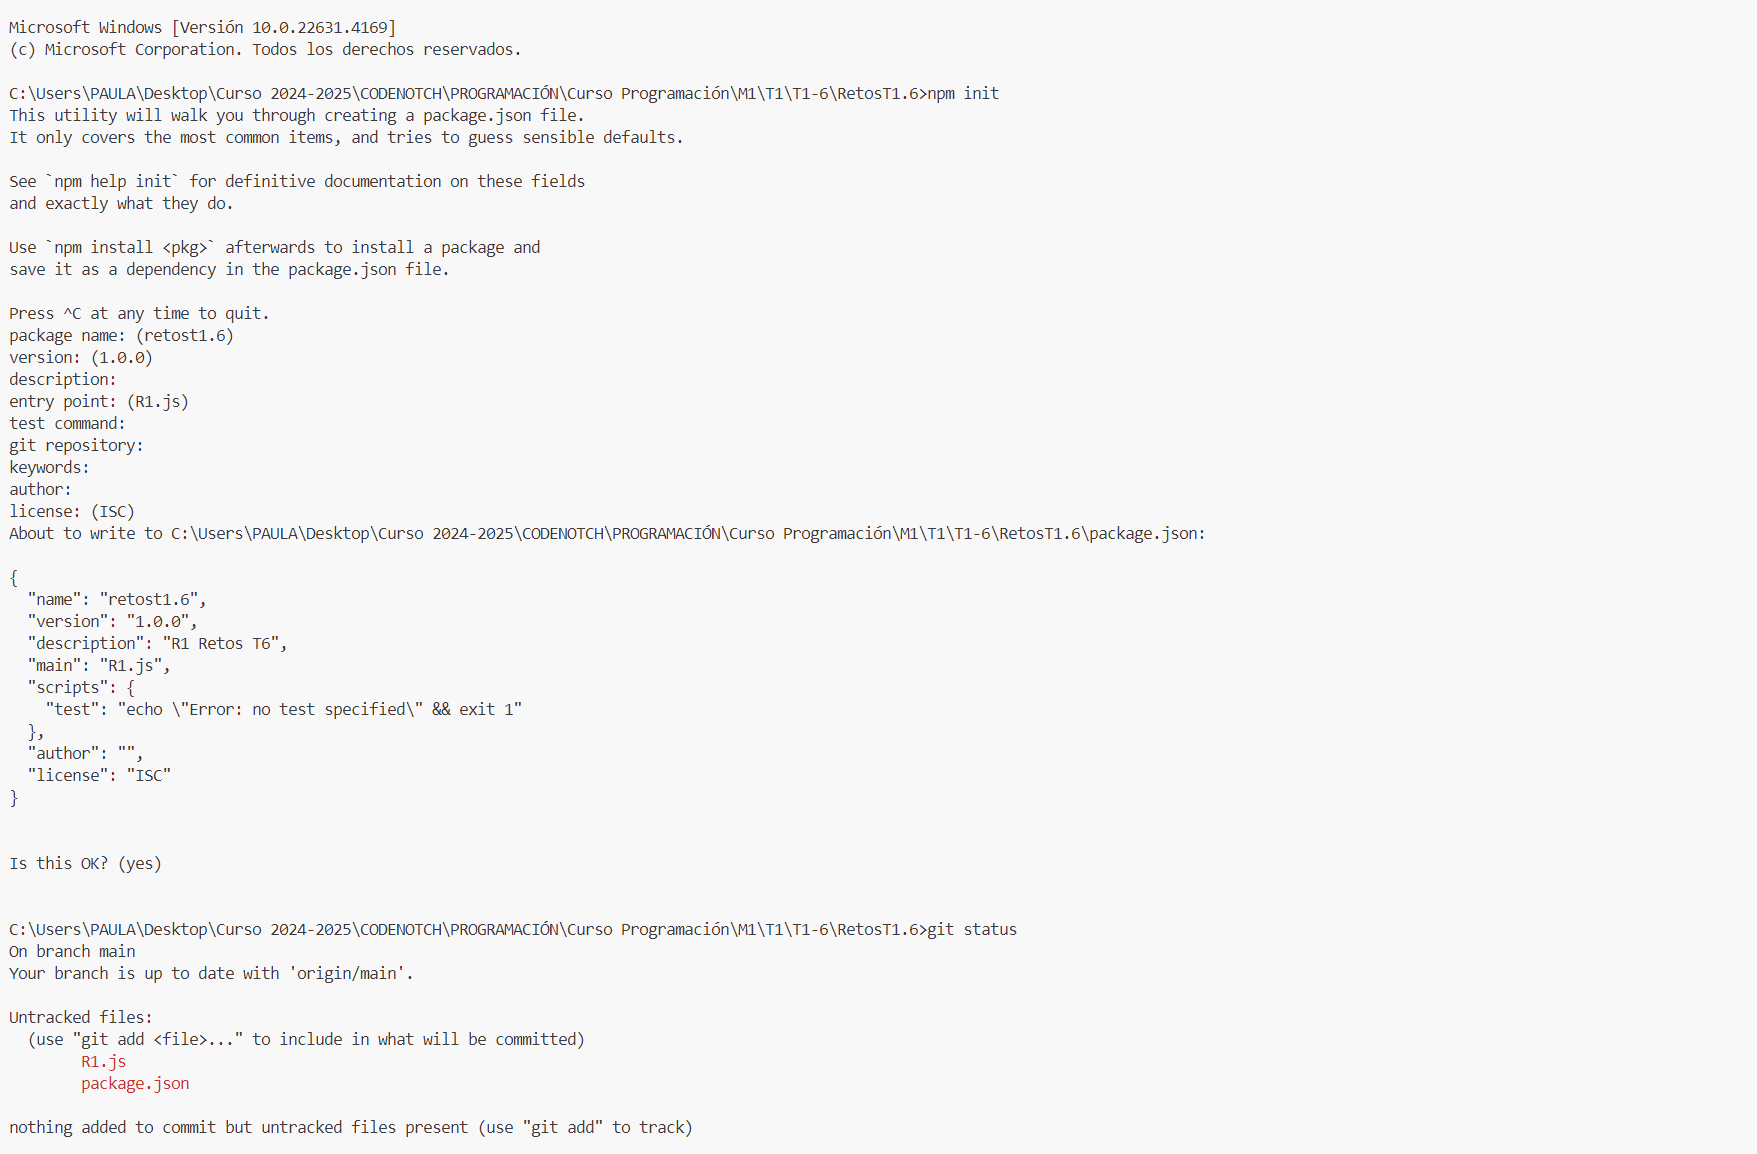 Microsoft Windows [Versión 10.0.22631.4169]
(c) Microsoft Corporation. Todos los derechos reservados.
C:\Users\PAULA\Desktop\Curso 2024-2025\CODENOTCH\PROGRAMACIÓN\Curso Programación\M1\T1\T1-6\RetosT1.6>npm init
This utility will walk you through creating a package.json file.
It only covers the most common items, and tries to guess sensible defaults.
See `npm help init` for definitive documentation on these fields
and exactly what they do.
Use `npm install <pkg>` afterwards to install a package and
save it as a dependency in the package.json file.
Press ^C at any time to quit.
package name: (retost1.6)
version: (1.0.0)
description:
entry point: (R1.js)
test command:
git repository:
keywords:
author:
license: (ISC)
About to write to C:\Users\PAULA\Desktop\Curso 2024-2025\CODENOTCH\PROGRAMACIÓN\Curso Programación\M1\T1\T1-6\RetosT1.6\package.json:
{
  "name": "retost1.6",
  "version": "1.0.0",
  "description": "R1 Retos T6",
  "main": "R1.js",
  "scripts": {
    "test": "echo \"Error: no test specified\" && exit 1"
  },
  "author": "",
  "license": "ISC"
}
Is this OK? (yes)
C:\Users\PAULA\Desktop\Curso 2024-2025\CODENOTCH\PROGRAMACIÓN\Curso Programación\M1\T1\T1-6\RetosT1.6>git status
On branch main
Your branch is up to date with 'origin/main'.
Untracked files:
  (use "git add <file>..." to include in what will be committed)
        R1.js
        package.json
nothing added to commit but untracked files present (use "git add" to track)